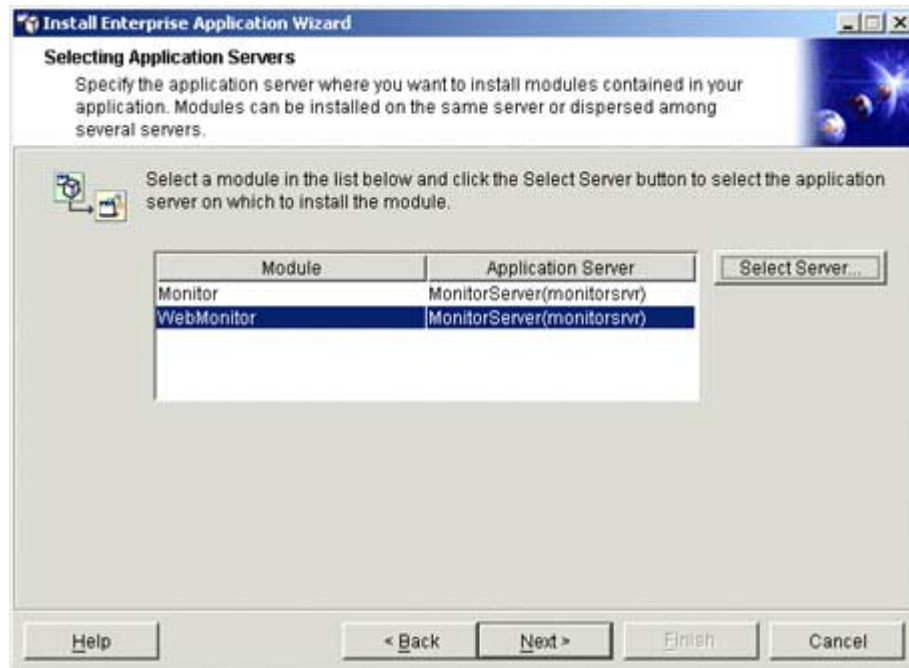 Install Enterprise Application Wizard
Selecting Application Servers
Specify the application server where you want to install modules contained in your
application. Modules can be installed on the same server or dispersed among
several servers.
Select a module in the list below and click the Select Server button to select the application
server on which to install the module.
Module Application Server Select Server...
Monitor MonitorServer(monitorsrvr)
WebMonitor MonitorServer(monitorsrvr)
Help < Back Next > Finish Cancel